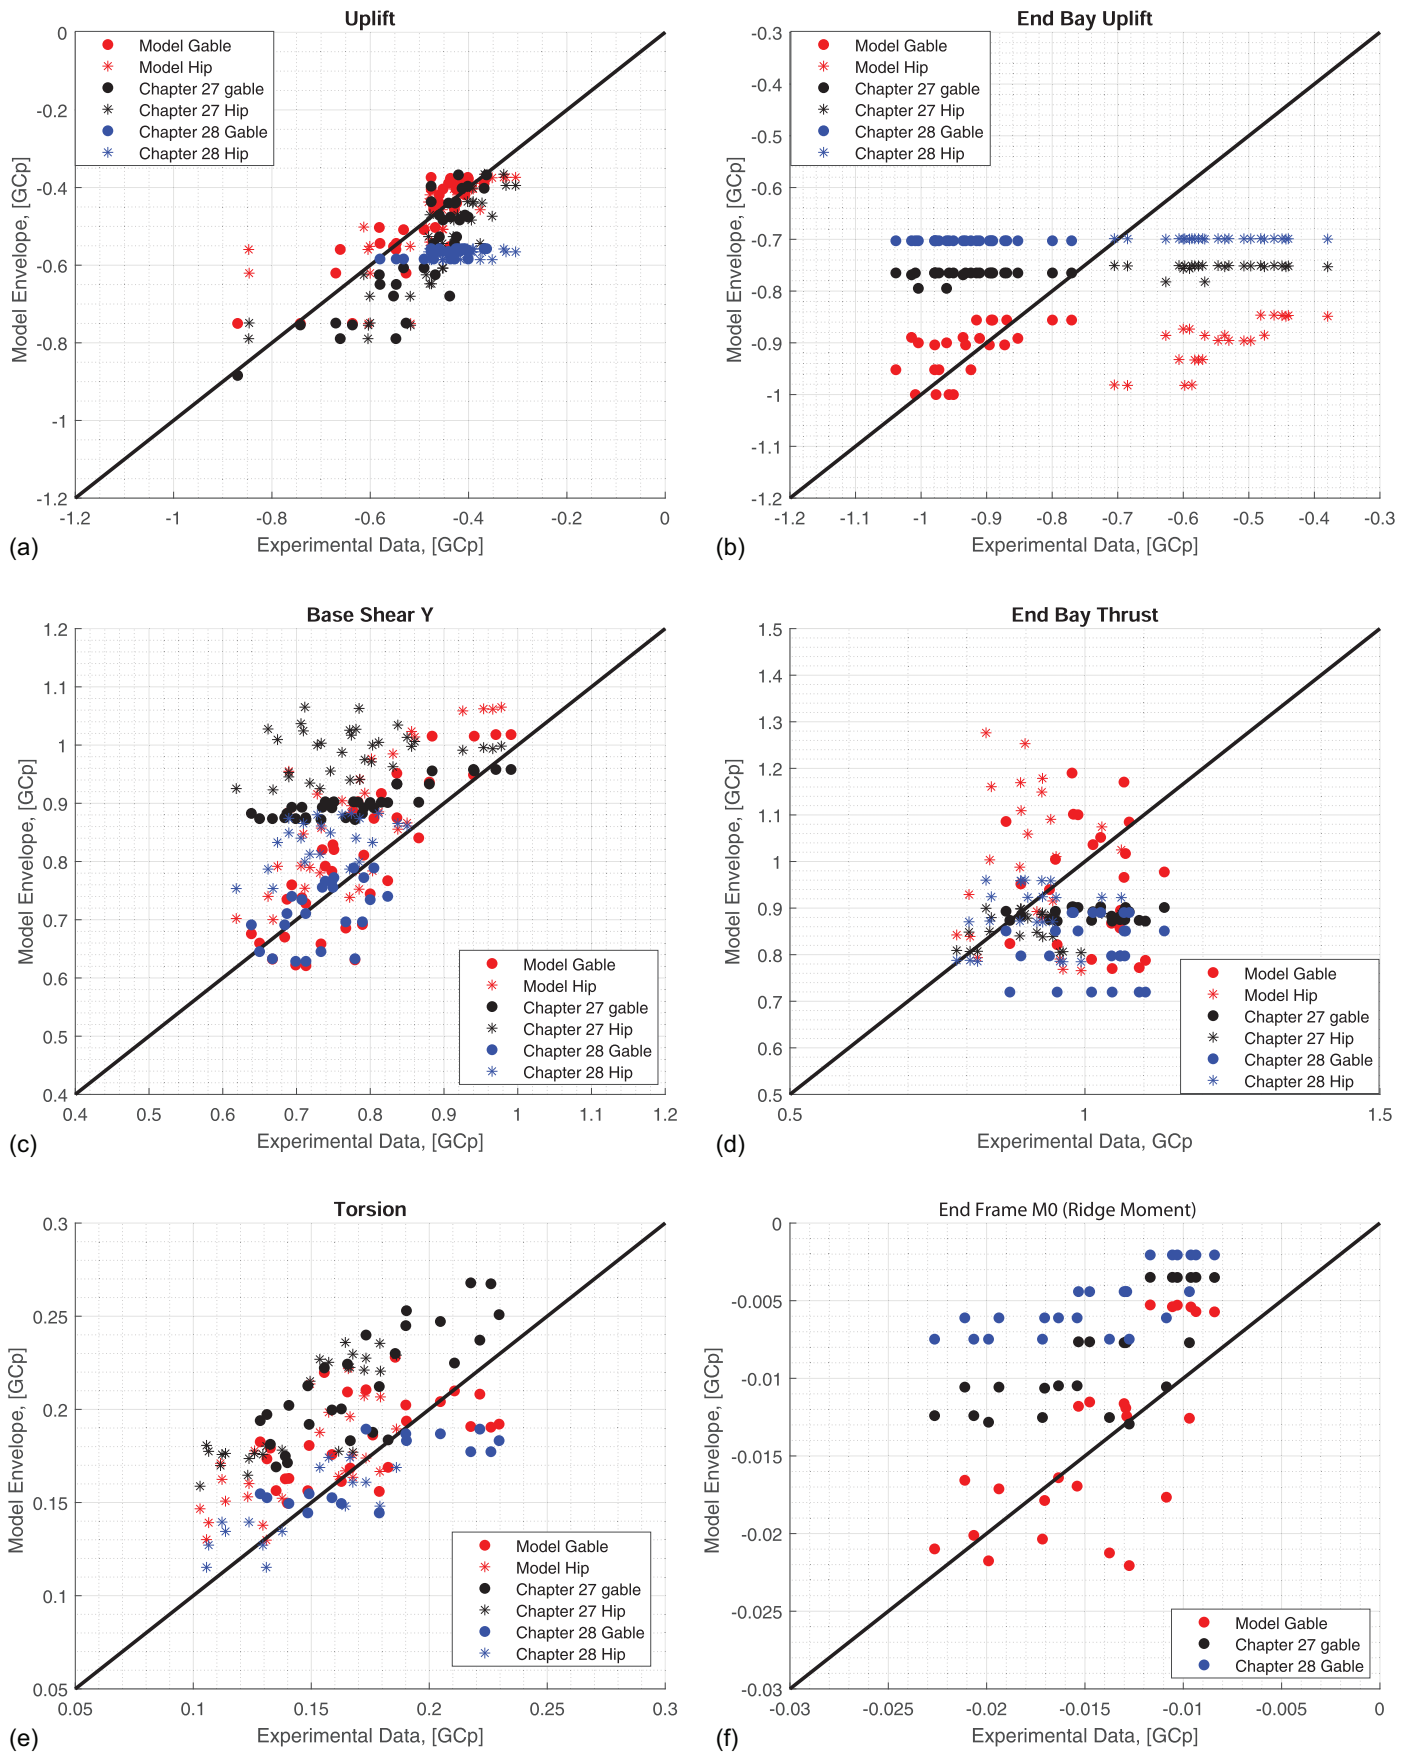 Uplift
0
-0.2
-0.4
-0.6
-0.8
-1
-1.2
Model Envelope, [GCp]
Model Gable
Model Hip
Chapter 27 gable
Chapter 27 Hip
Chapter 28 Gable
Chapter 28 Hip
-1.2 -1 -0.8 -0.6 -0.4 -0.2 0
(a) Experimental Data, [GCp]
End Bay Uplift
-0.3
-0.4
-0.5
-0.6
-0.7
-0.8
-0.9
-1
-1.1
-1.2
Model Envelope, [GCp]
Model Gable
Model Hip
Chapter 27 gable
Chapter 27 Hip
Chapter 28 Gable
Chapter 28 Hip
-1.2 -1.1 -1 -0.9 -0.8 -0.7 -0.6 -0.5 -0.4 -0.3
(b) Experimental Data, [GCp]
Base Shear Y
1.2
1.1
1
0.9
0.8
0.7
0.6
0.5
0.4
Model Envelope, [GCp]
Model Gable
Model Hip
Chapter 27 gable
Chapter 27 Hip
Chapter 28 Gable
Chapter 28 Hip
0.4 0.5 0.6 0.7 0.8 0.9 1 1.1 1.2
(c) Experimental Data, [GCp]
End Bay Thrust
1.5
1.4
1.3
1.2
1.1
1
0.9
0.8
0.7
0.6
0.5
Model Envelope, [GCp]
Model Gable
Model Hip
Chapter 27 gable
Chapter 27 Hip
Chapter 28 Gable
Chapter 28 Hip
0.5 1 1.5
(d) Experimental Data, GCp
Torsion
0.3
0.25
0.2
0.15
0.1
0.05
Model Envelope, [GCp]
Model Gable
Model Hip
Chapter 27 gable
Chapter 27 Hip
Chapter 28 Gable
Chapter 28 Hip
0.05 0.1 0.15 0.2 0.25 0.3
(e) Experimental Data, [GCp]
End Frame M0 (Ridge Moment)
0
-0.005
-0.01
-0.015
-0.02
-0.025
-0.03
Model Envelope, [GCp]
Model Gable
Chapter 27 gable
Chapter 28 Gable
-0.03 -0.025 -0.02 -0.015 -0.01 -0.005 0
(f) Experimental Data, [GCp]